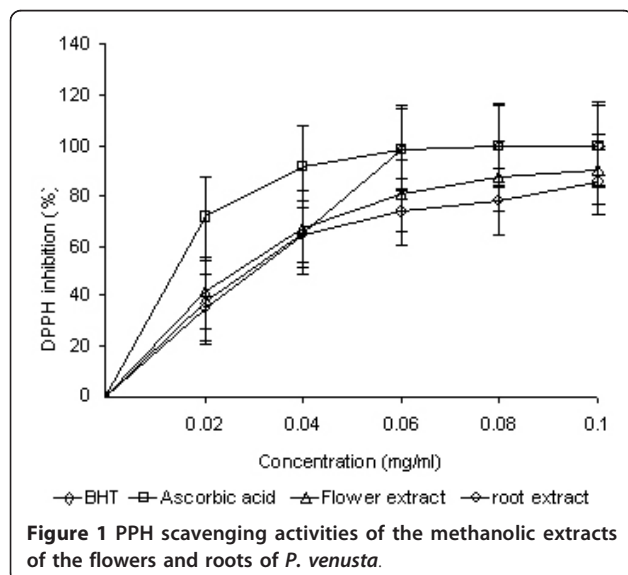 140
120
100
80
60
40
20
0
DPPH inhibition (%)
0.02 0.04 0.06 0.08 0.1
Concentration (mg/ml)
BHT Ascorbic acid Flower extract root extract
Figure 1 PPH scavenging activities of the methanolic extracts
of the flowers and roots of P. venusta.